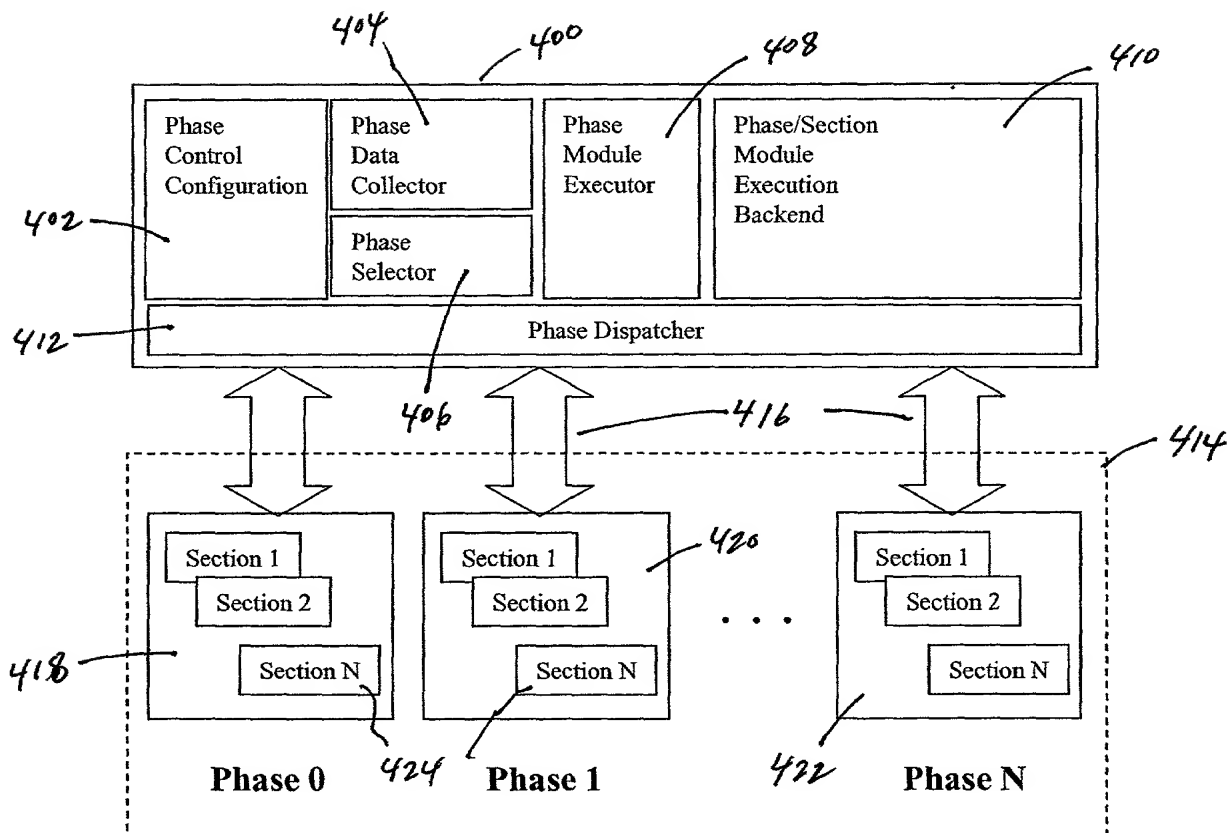 404
400
408
410
Phase
Control
Configuration
Phase
Data
Collector
Phase
Module
Executor
Phase/Section
Module
Execution
Backend
402
Phase
Selector
412
Phase Dispatcher
406
416
414
Section 1
Section 2
Section N
Section 1
Section 2
Section N
420
. . .
Section 1
Section 2
Section N
418
424
422
Phase 0
Phase 1
Phase N